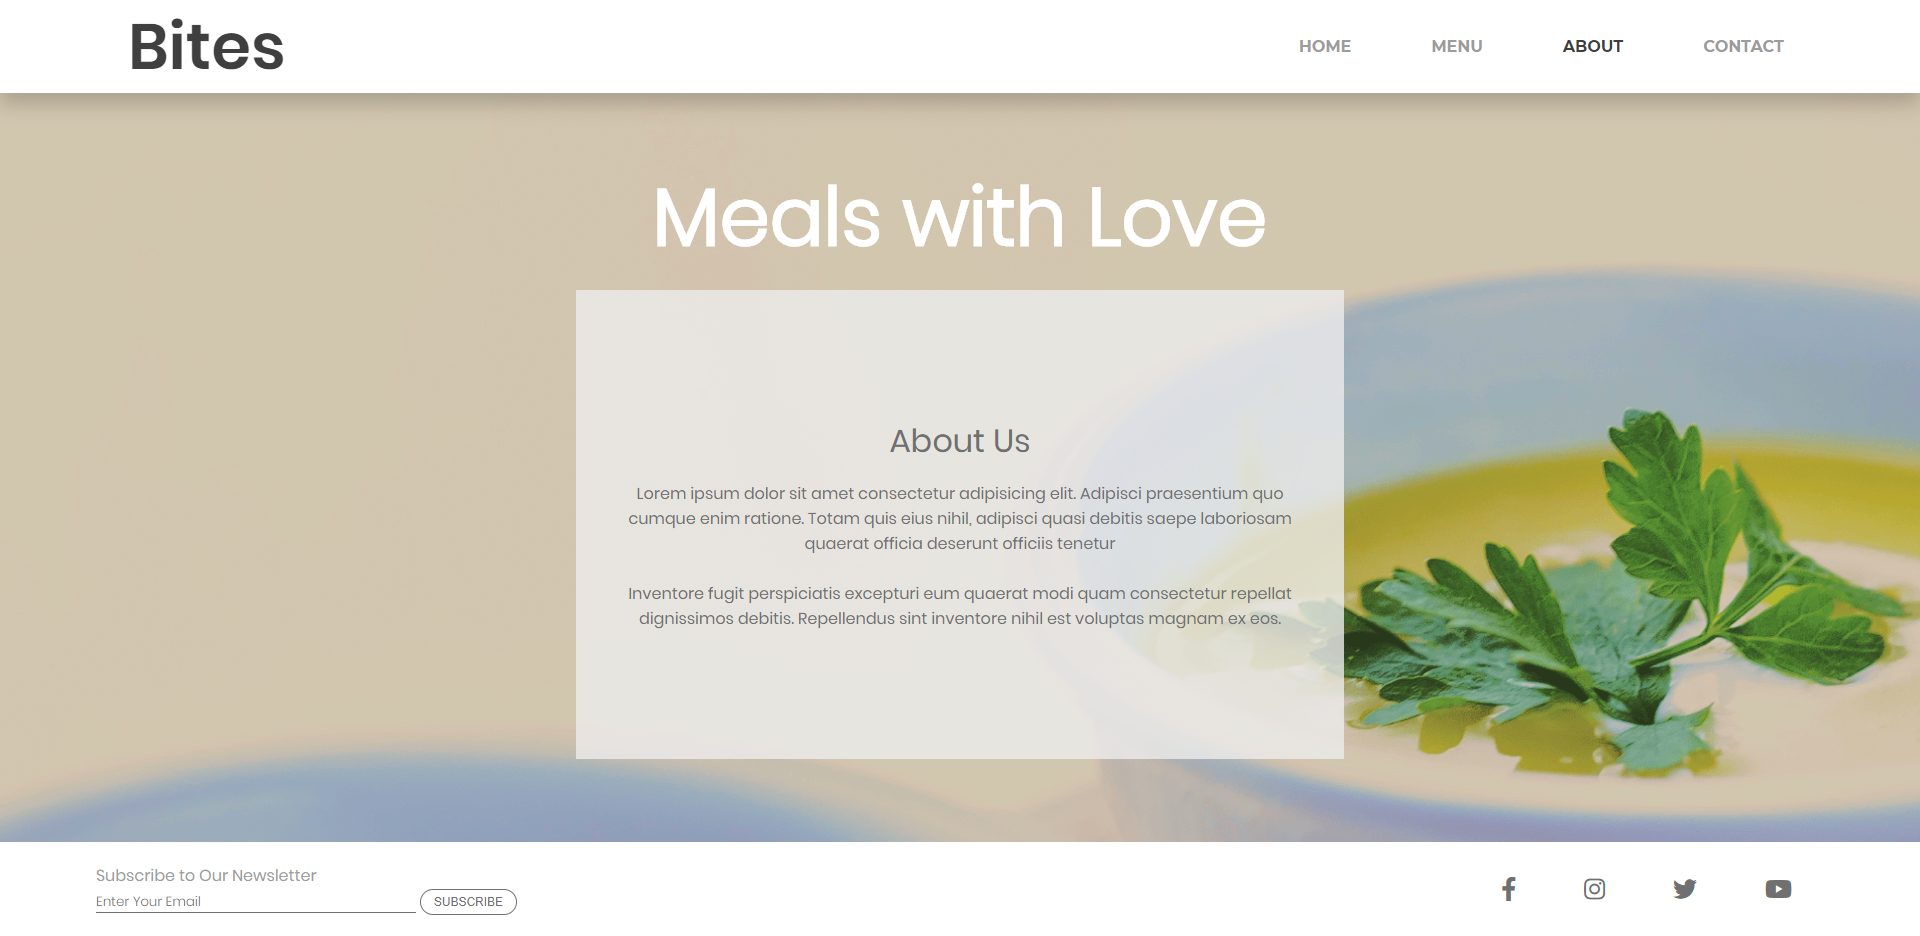 Bites
HOME MENU ABOUT CONTACT
Meals with Love
About Us
Lorem ipsum dolor sit amet consectetur adipisicing elit. Adipisci praesentium quo
cumque enim ratione. Totam quis eius nihil, adipisci quasi debitis saepe laboriosam
quaerat officia deserunt officiis tenetur
Inventore fugit perspiciatis excepturi eum quaerat modi quam consectetur repellat
dignissimos debitis. Repellendus sint inventore nihil est voluptas magnam ex eos.
Subscribe to Our Newsletter
Enter Your Email SUBSCRIBE